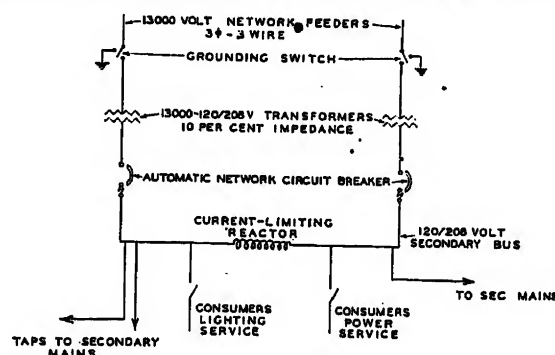 13000 VOLT NETWORK FEEDERS
3ϕ-3 WIRE
GROUNDING SWITCH
13000-120/208V TRANSFORMERS
10 PER CENT IMPEDANCE
AUTOMATIC NETWORK CIRCUIT BREAKER
CURRENT-LIMITING
REACTOR
120/208 VOLT
SECONDARY BUS
CONSUMERS
LIGHTING
SERVICE
CONSUMERS
POWER
SERVICE
TO SEC MAINS
TAPS TO SECONDARY
MAINS